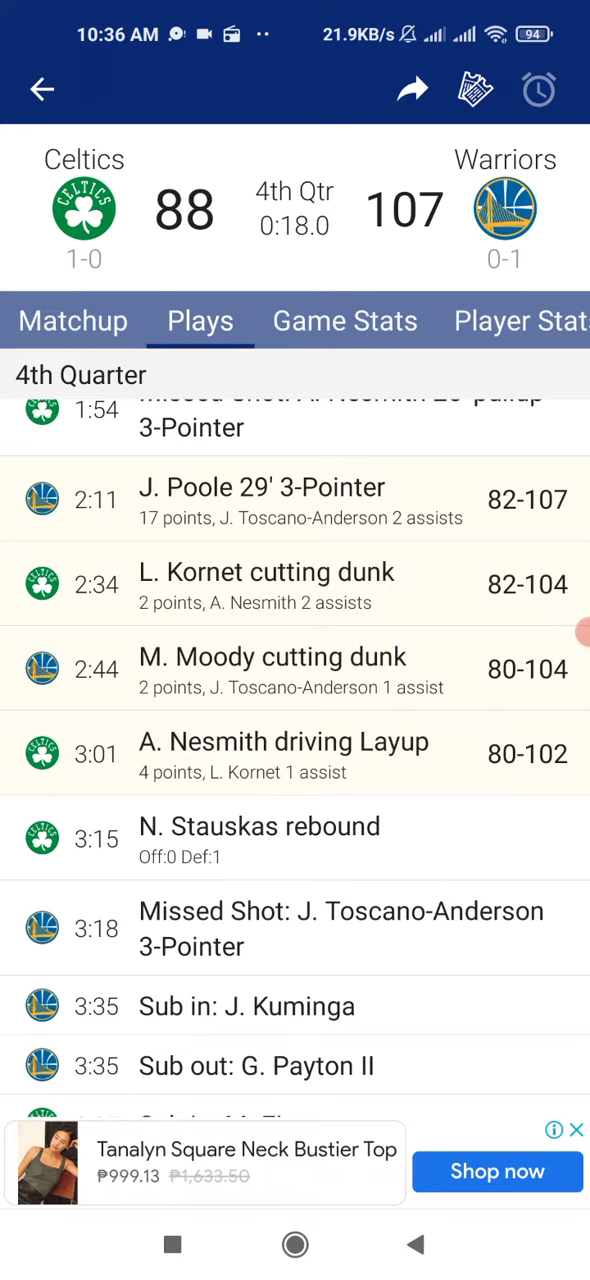 10:36 AM 21.9KB/s 94
Celtics Warriors
88 4th Qtr 107
0:18.0
1-0 0-1
Matchup Plays Game Stats Player Stat
4th Quarter
1:54
3-Pointer
2:11 J. Poole 29' 3-Pointer 82-107
17 points, J. Toscano-Anderson 2 assists
2:34 L. Kornet cutting dunk 82-104
2 points, A. Nesmith 2 assists
2:44 M. Moody cutting dunk 80-104
2 points, J. Toscano-Anderson 1 assist
3:01 A. Nesmith driving Layup 80-102
4 points, L. Kornet 1 assist
3:15 N. Stauskas rebound
Off:0 Def:1
3:18 Missed Shot: J. Toscano-Anderson
3-Pointer
3:35 Sub in: J. Kuminga
3:35 Sub out: G. Payton II
Tanalyn Square Neck Bustier Top
₱999.13 ₱1,633.50
Shop now